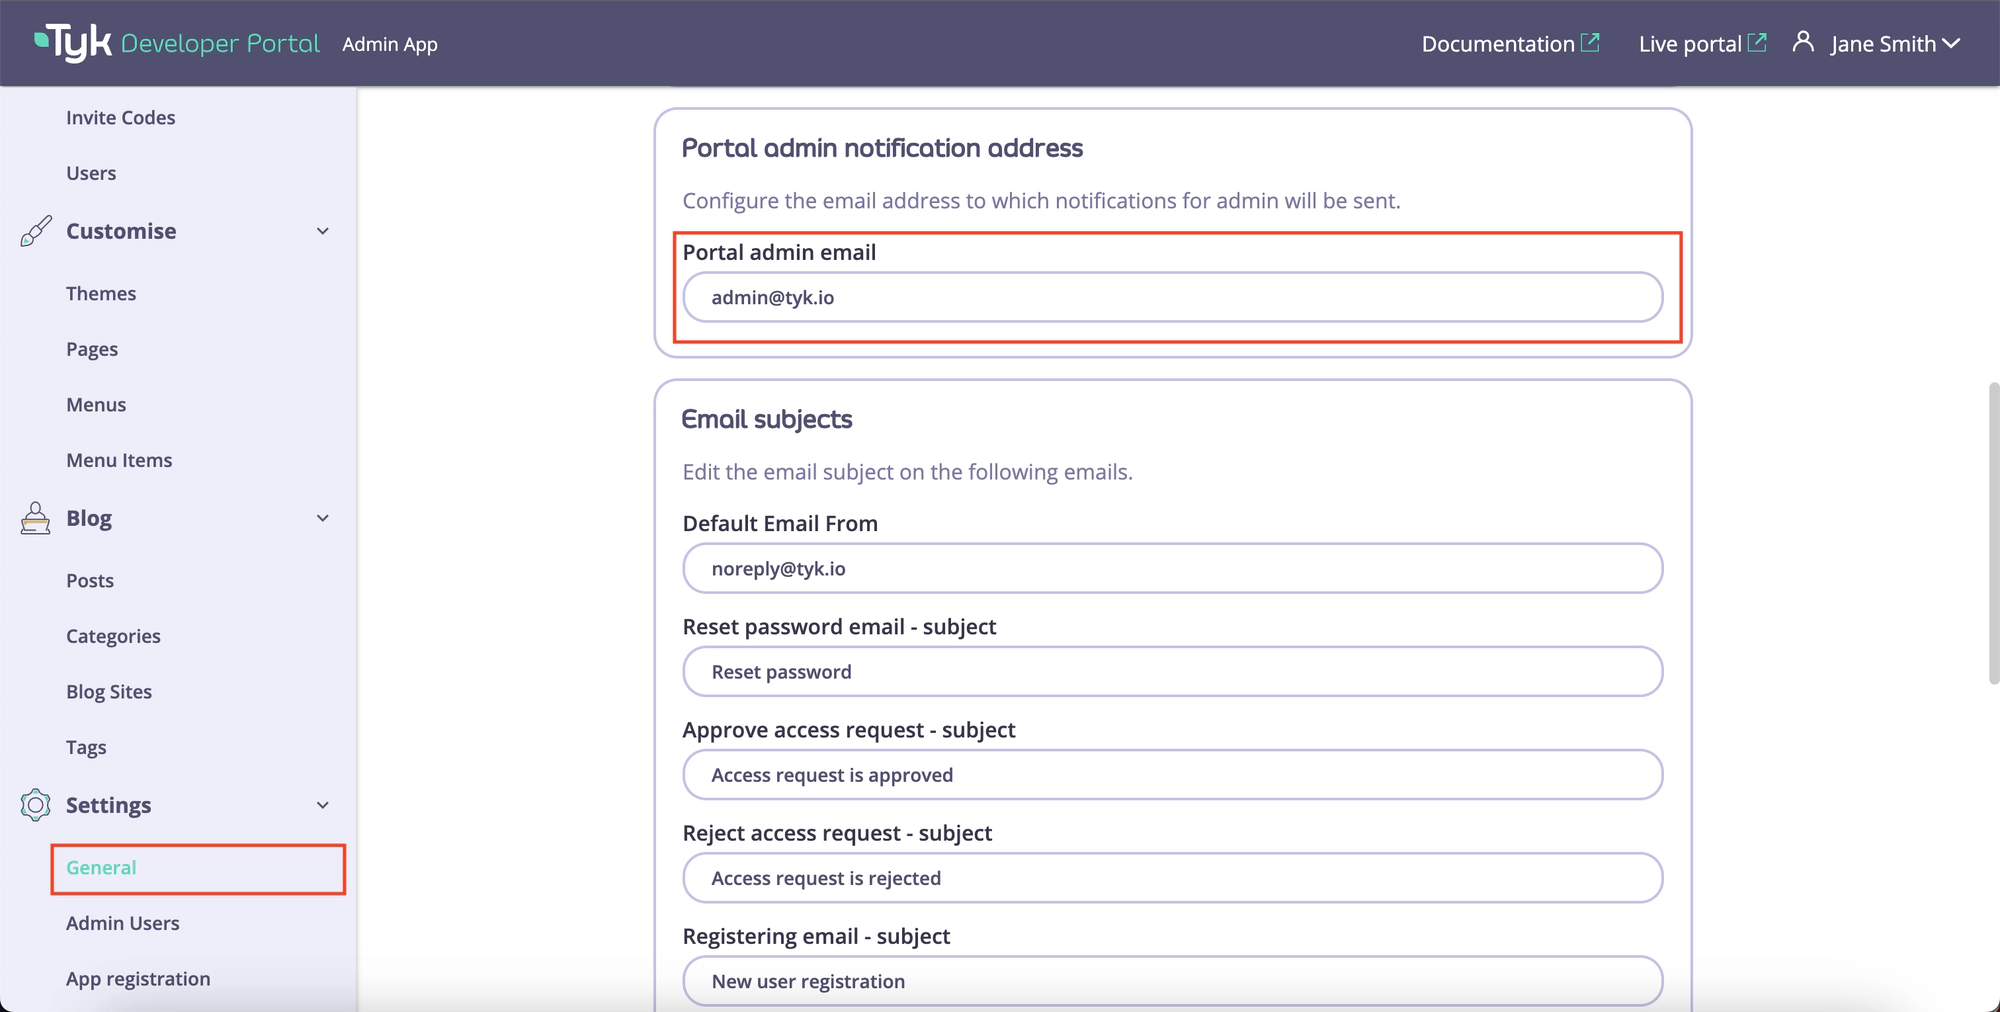 Tyk Developer Portal Admin App
Documentation
Live portal
Jane Smith
Invite Codes
Users
Customise
Themes
Pages
Menus
Menu Items
Blog
Posts
Categories
Blog Sites
Tags
Settings
General
Admin Users
App registration
Portal admin notification address
Configure the email address to which notifications for admin will be sent.
Portal admin email
admin@tyk.io
Email subjects
Edit the email subject on the following emails.
Default Email From
noreply@tyk.io
Reset password email - subject
Reset password
Approve access request - subject
Access request is approved
Reject access request - subject
Access request is rejected
Registering email - subject
New user registration